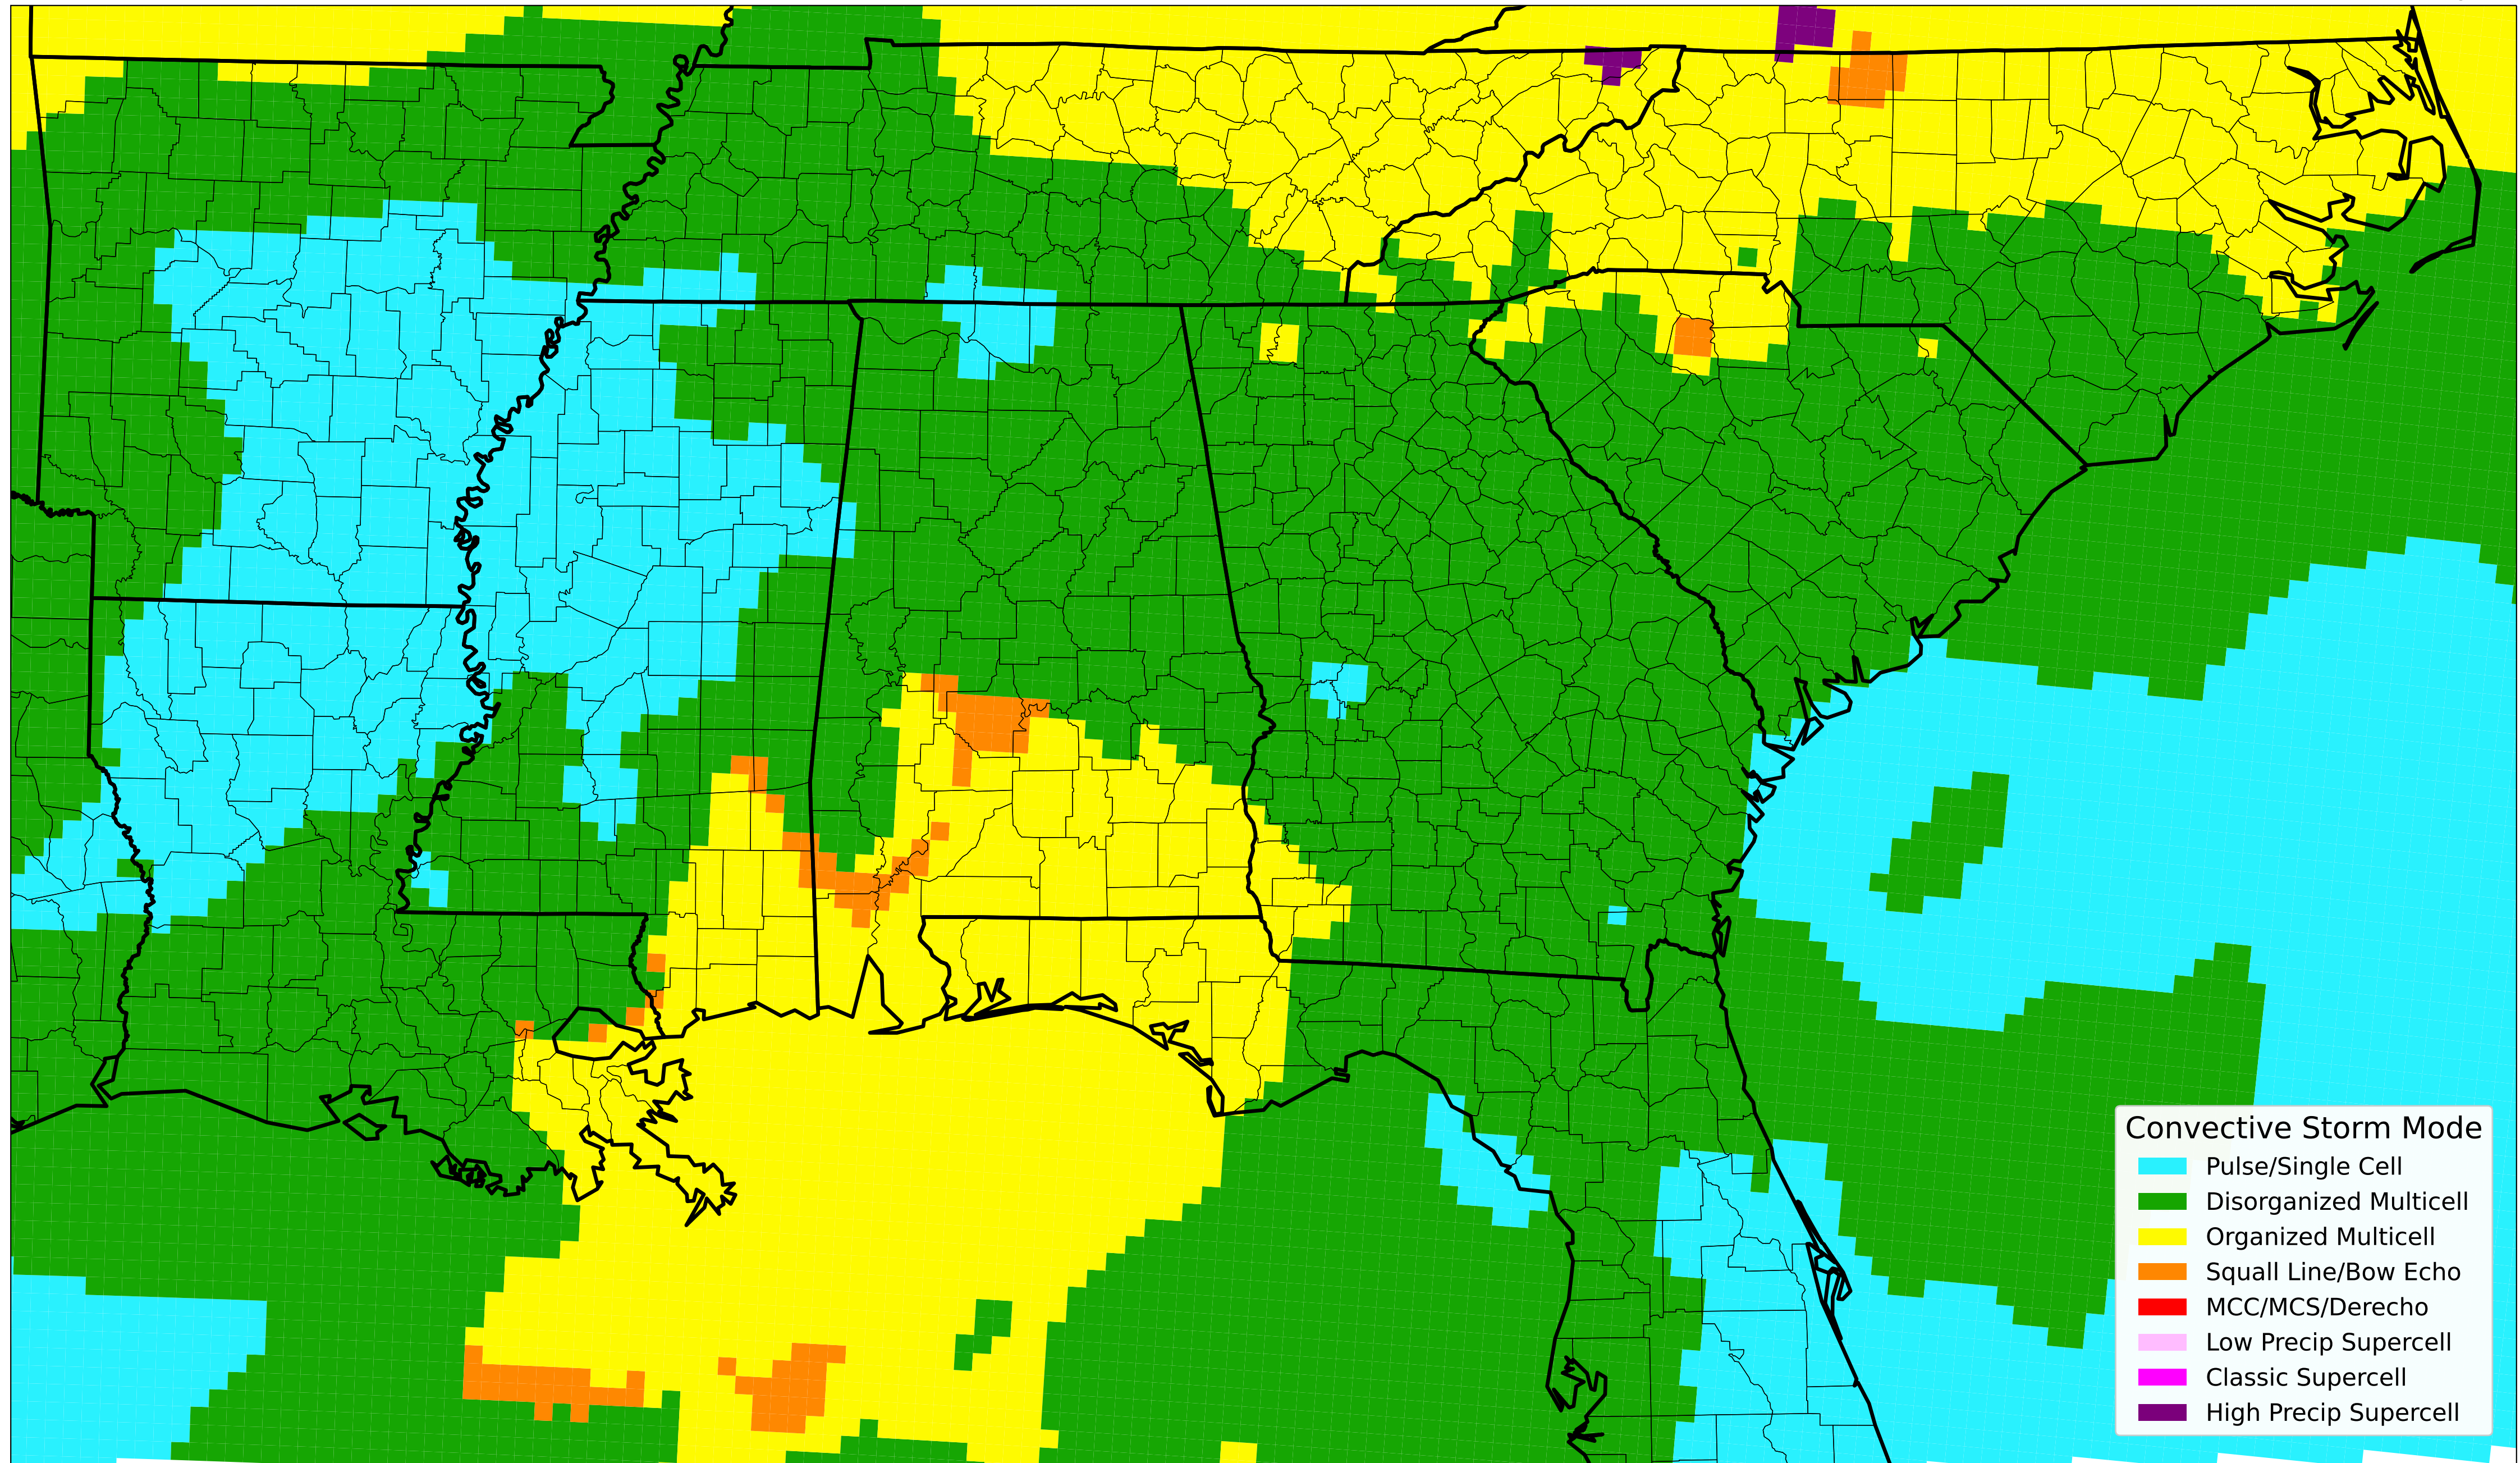 Convective Storm Mode
Pulse/Single Cell
Disorganized Multicell
Organized Multicell
Squall Line/Bow Echo
MCC/MCS/Derecho
Low Precip Supercell
Classic Supercell
High Precip Supercell